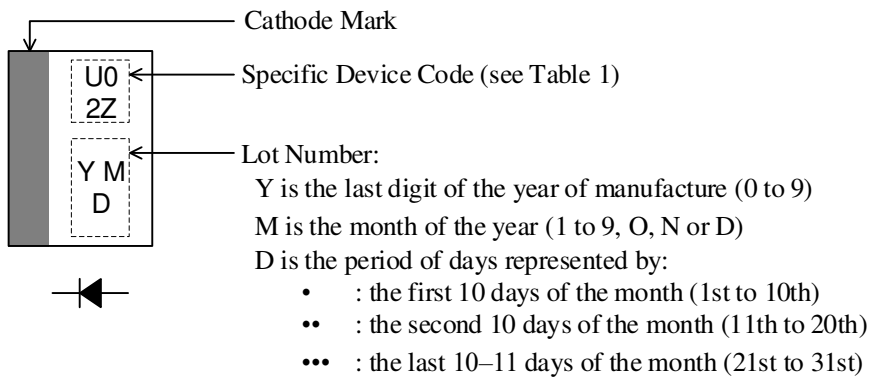 Cathode Mark
U0
2Z
Specific Device Code (see Table 1)
Y M
D
Lot Number:
Y is the last digit of the year of manufacture (0 to 9)
M is the month of the year (1 to 9, O, N or D)
D is the period of days represented by:
• : the first 10 days of the month (1st to 10th)
•• : the second 10 days of the month (11th to 20th)
••• : the last 10–11 days of the month (21st to 31st)